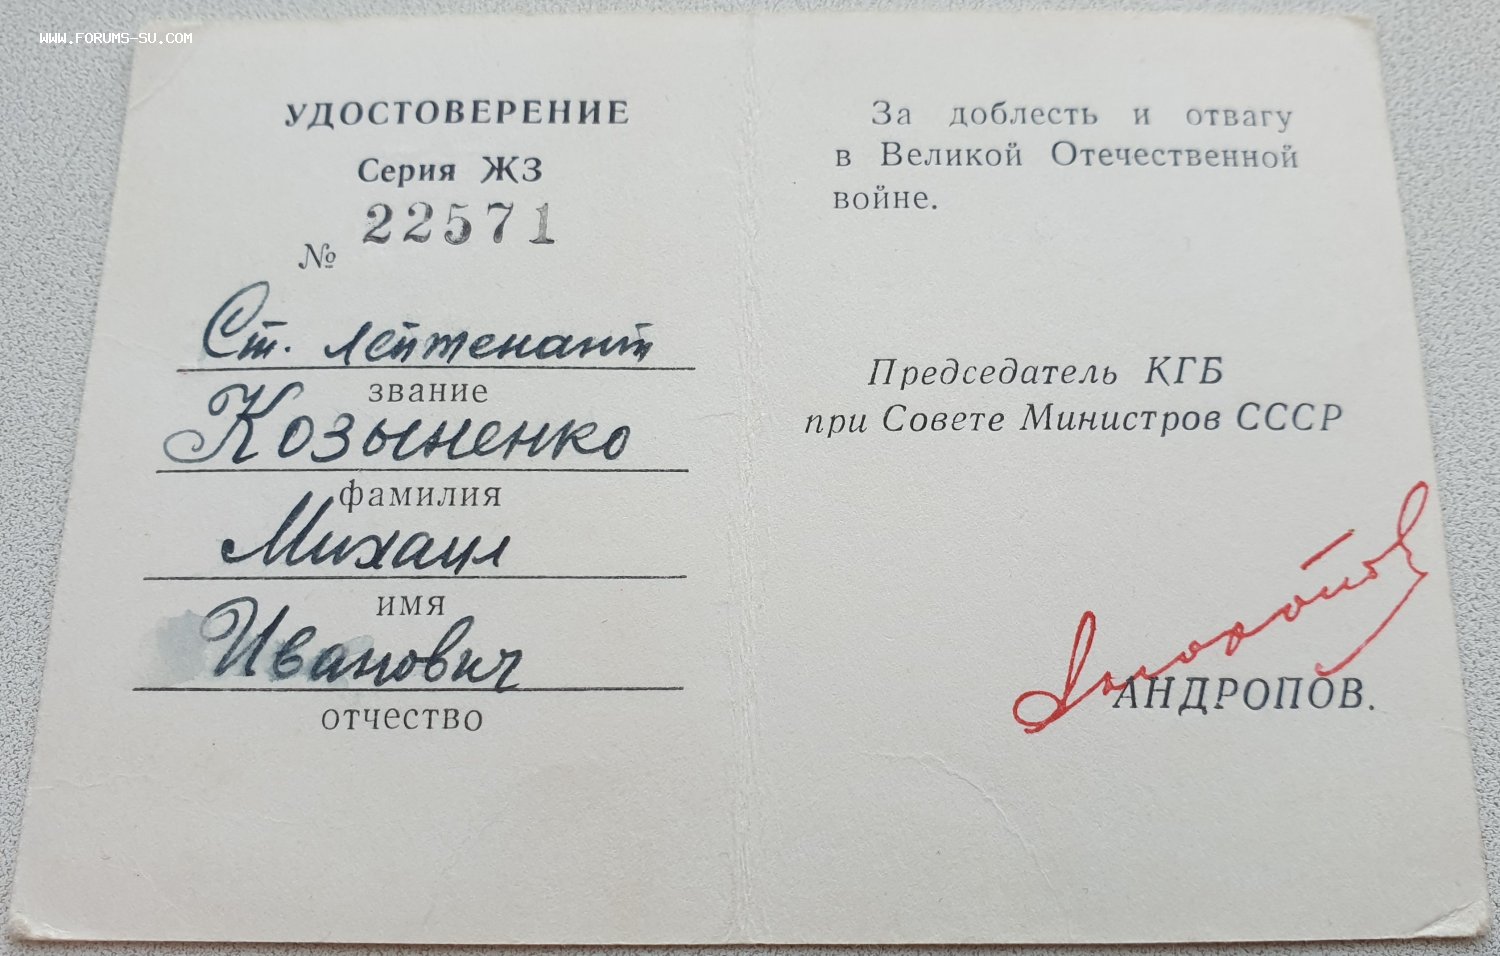 WWW.FORUMS-SU.COM
УДОСТОВЕРЕНИЕ
Серия ЖЗ
№ 22571
Ст. лейтенант
звание
Козыненко
фамилия
Михаил
имя
Иванович
отчество
За доблесть и отвагу
в Великой Отечественной
войне.
Председатель КГБ
при Совете Министров СССР
Андропов
АНДРОПОВ.